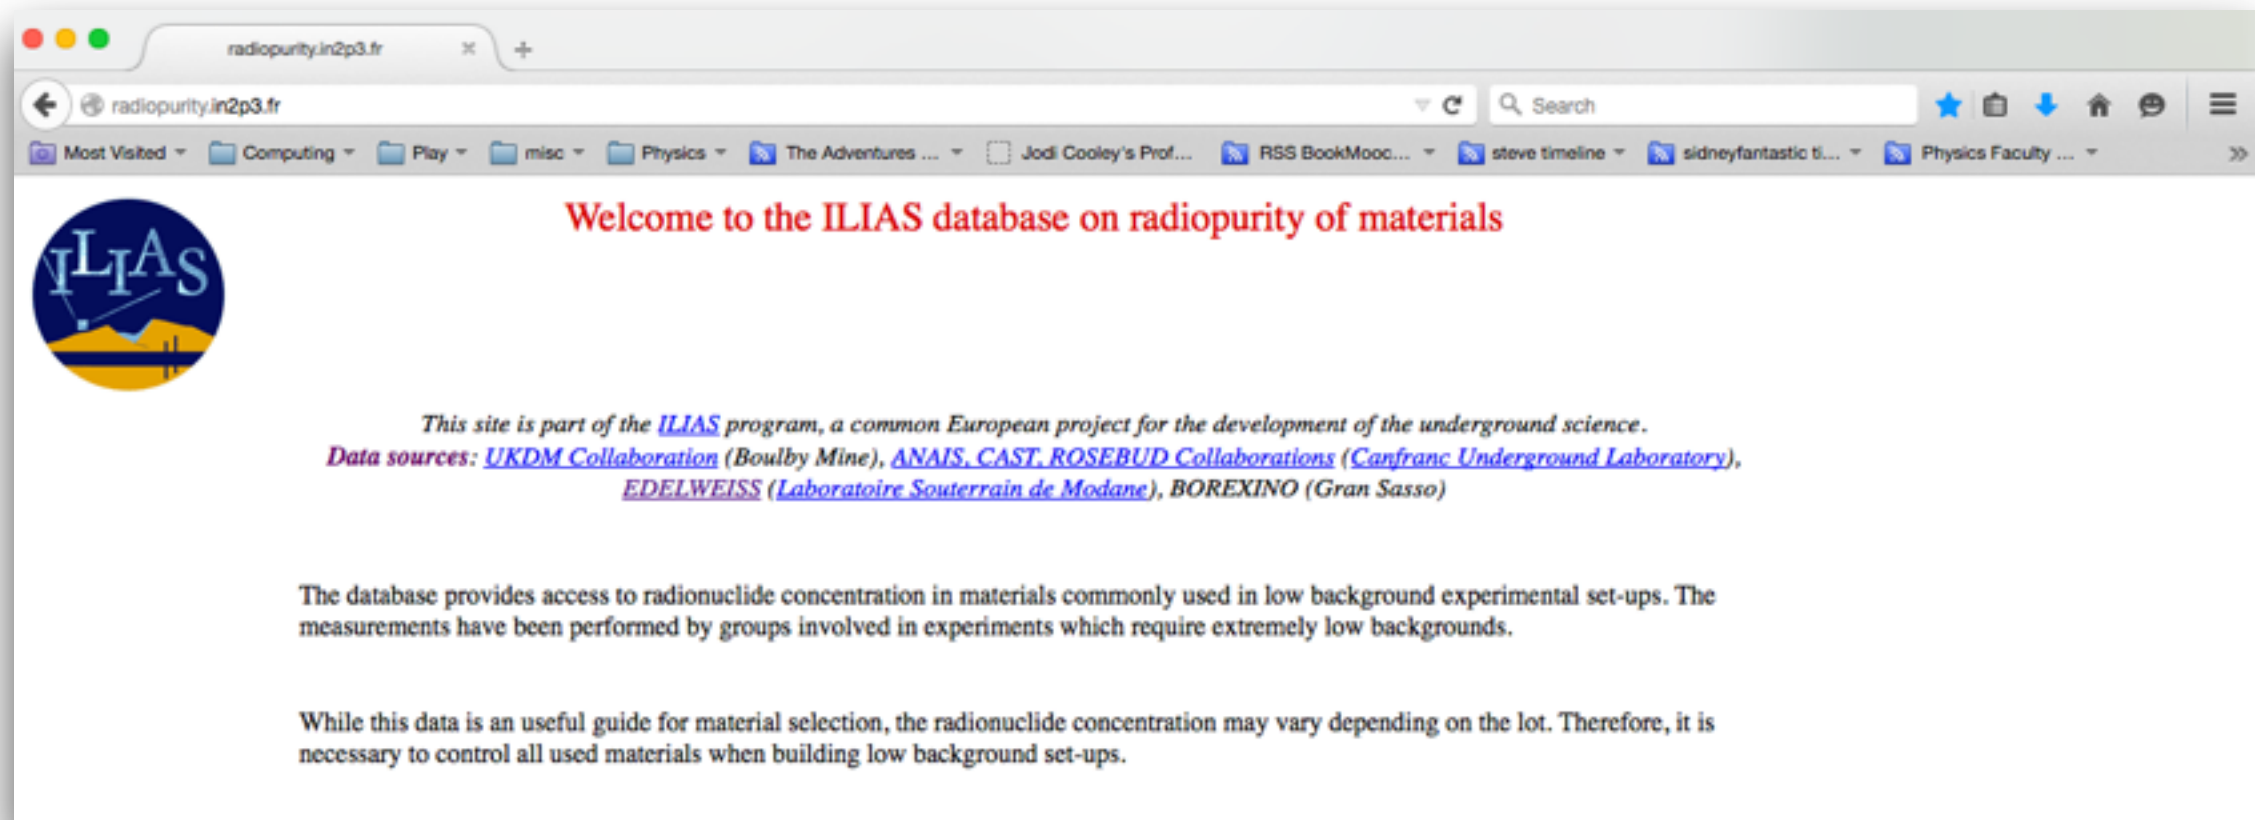 radiopurity.in2p3.fr
radiopurity.in2p3.fr
Search
Most Visited Computing Play misc Physics The Adventures ... Jodi Cooley's Prof... RSS BookMooc... steve timeline sidneyfantastic ti... Physics Faculty ...
ILIAS
Welcome to the ILIAS database on radiopurity of materials
This site is part of the ILIAS program, a common European project for the development of the underground science.
Data sources: UKDM Collaboration (Boulby Mine), ANAIS, CAST, ROSEBUD Collaborations (Canfranc Underground Laboratory),
EDELWEISS (Laboratoire Souterrain de Modane), BOREXINO (Gran Sasso)
The database provides access to radionuclide concentration in materials commonly used in low background experimental set-ups. The
measurements have been performed by groups involved in experiments which require extremely low backgrounds.
While this data is an useful guide for material selection, the radionuclide concentration may vary depending on the lot. Therefore, it is
necessary to control all used materials when building low background set-ups.